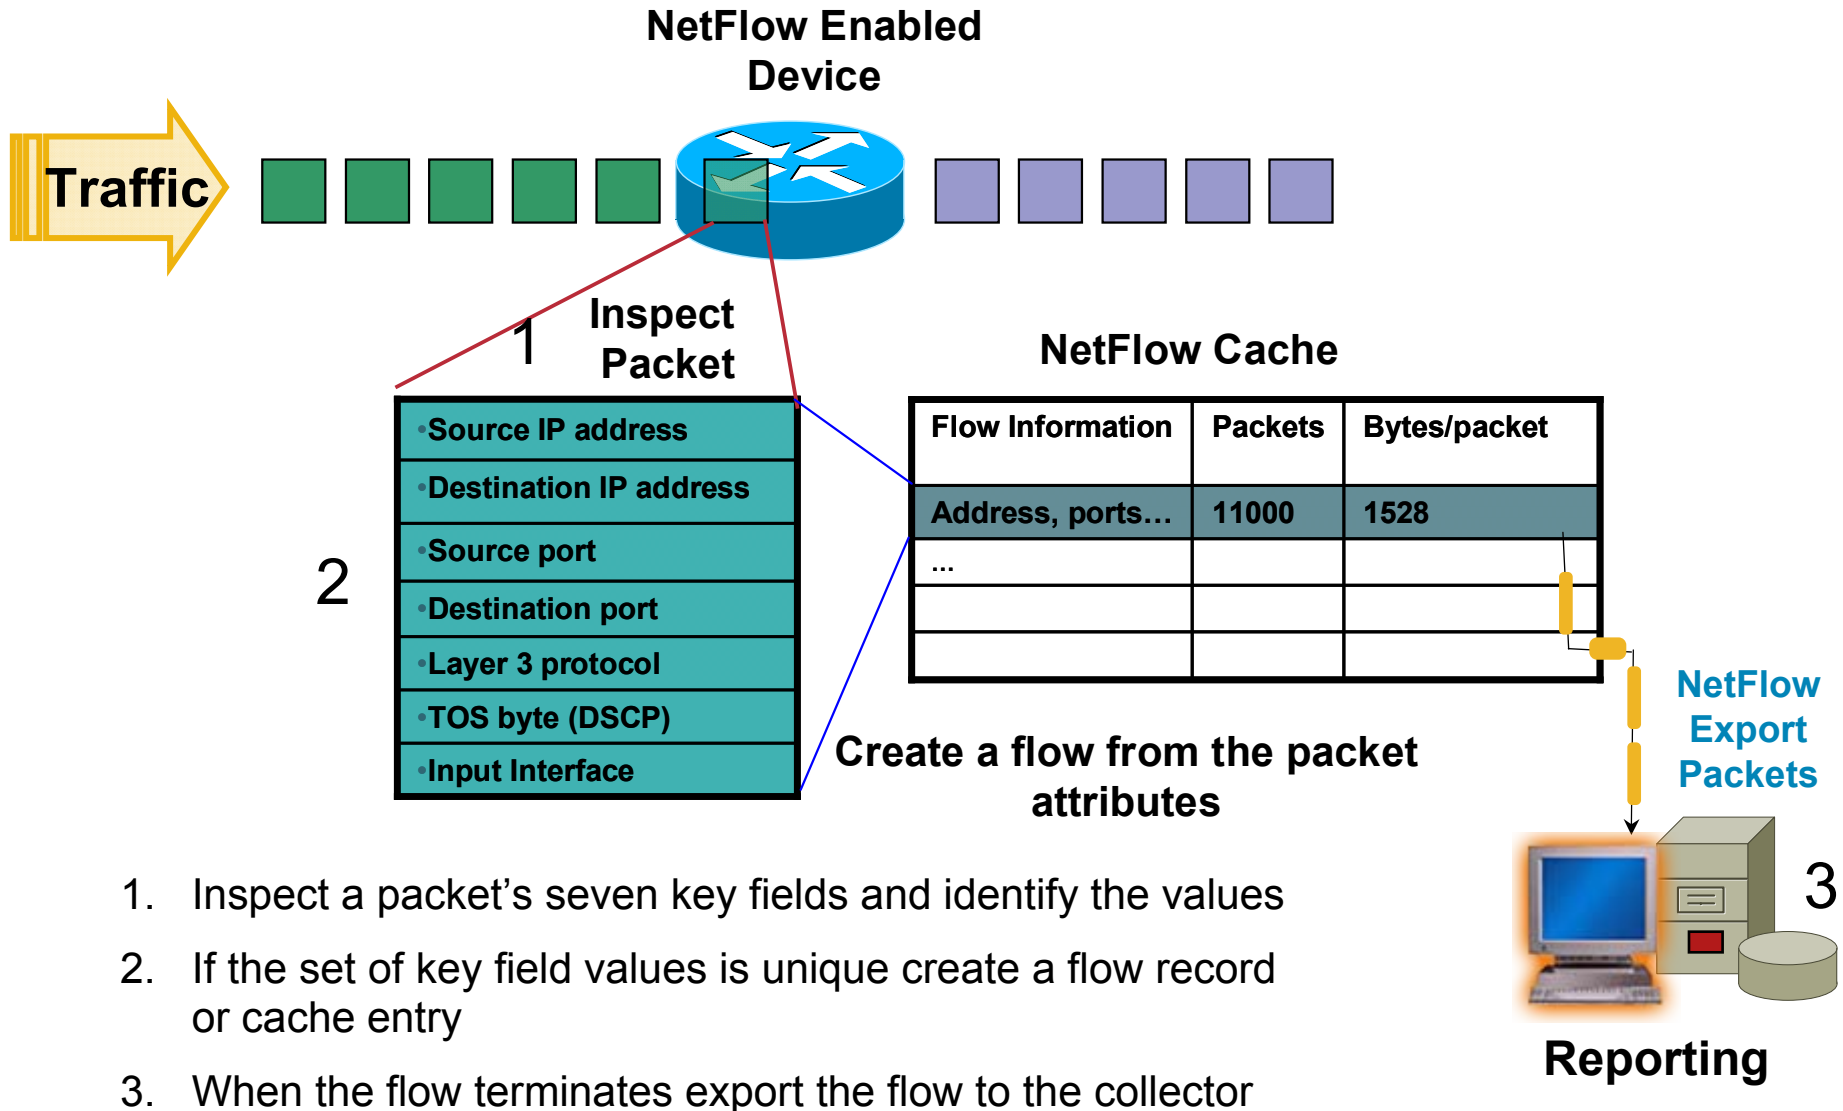 NetFlow Enabled
Device
Traffic
1
Inspect
Packet
NetFlow Cache
2
•Source IP address
•Destination IP address
•Source port
•Destination port
•Layer 3 protocol
•TOS byte (DSCP)
•Input Interface
Flow Information Packets Bytes/packet
Address, ports... 11000 1528
...
Create a flow from the packet
attributes
NetFlow
Export
Packets
3
Reporting
1. Inspect a packet’s seven key fields and identify the values
2. If the set of key field values is unique create a flow record
or cache entry
3. When the flow terminates export the flow to the collector